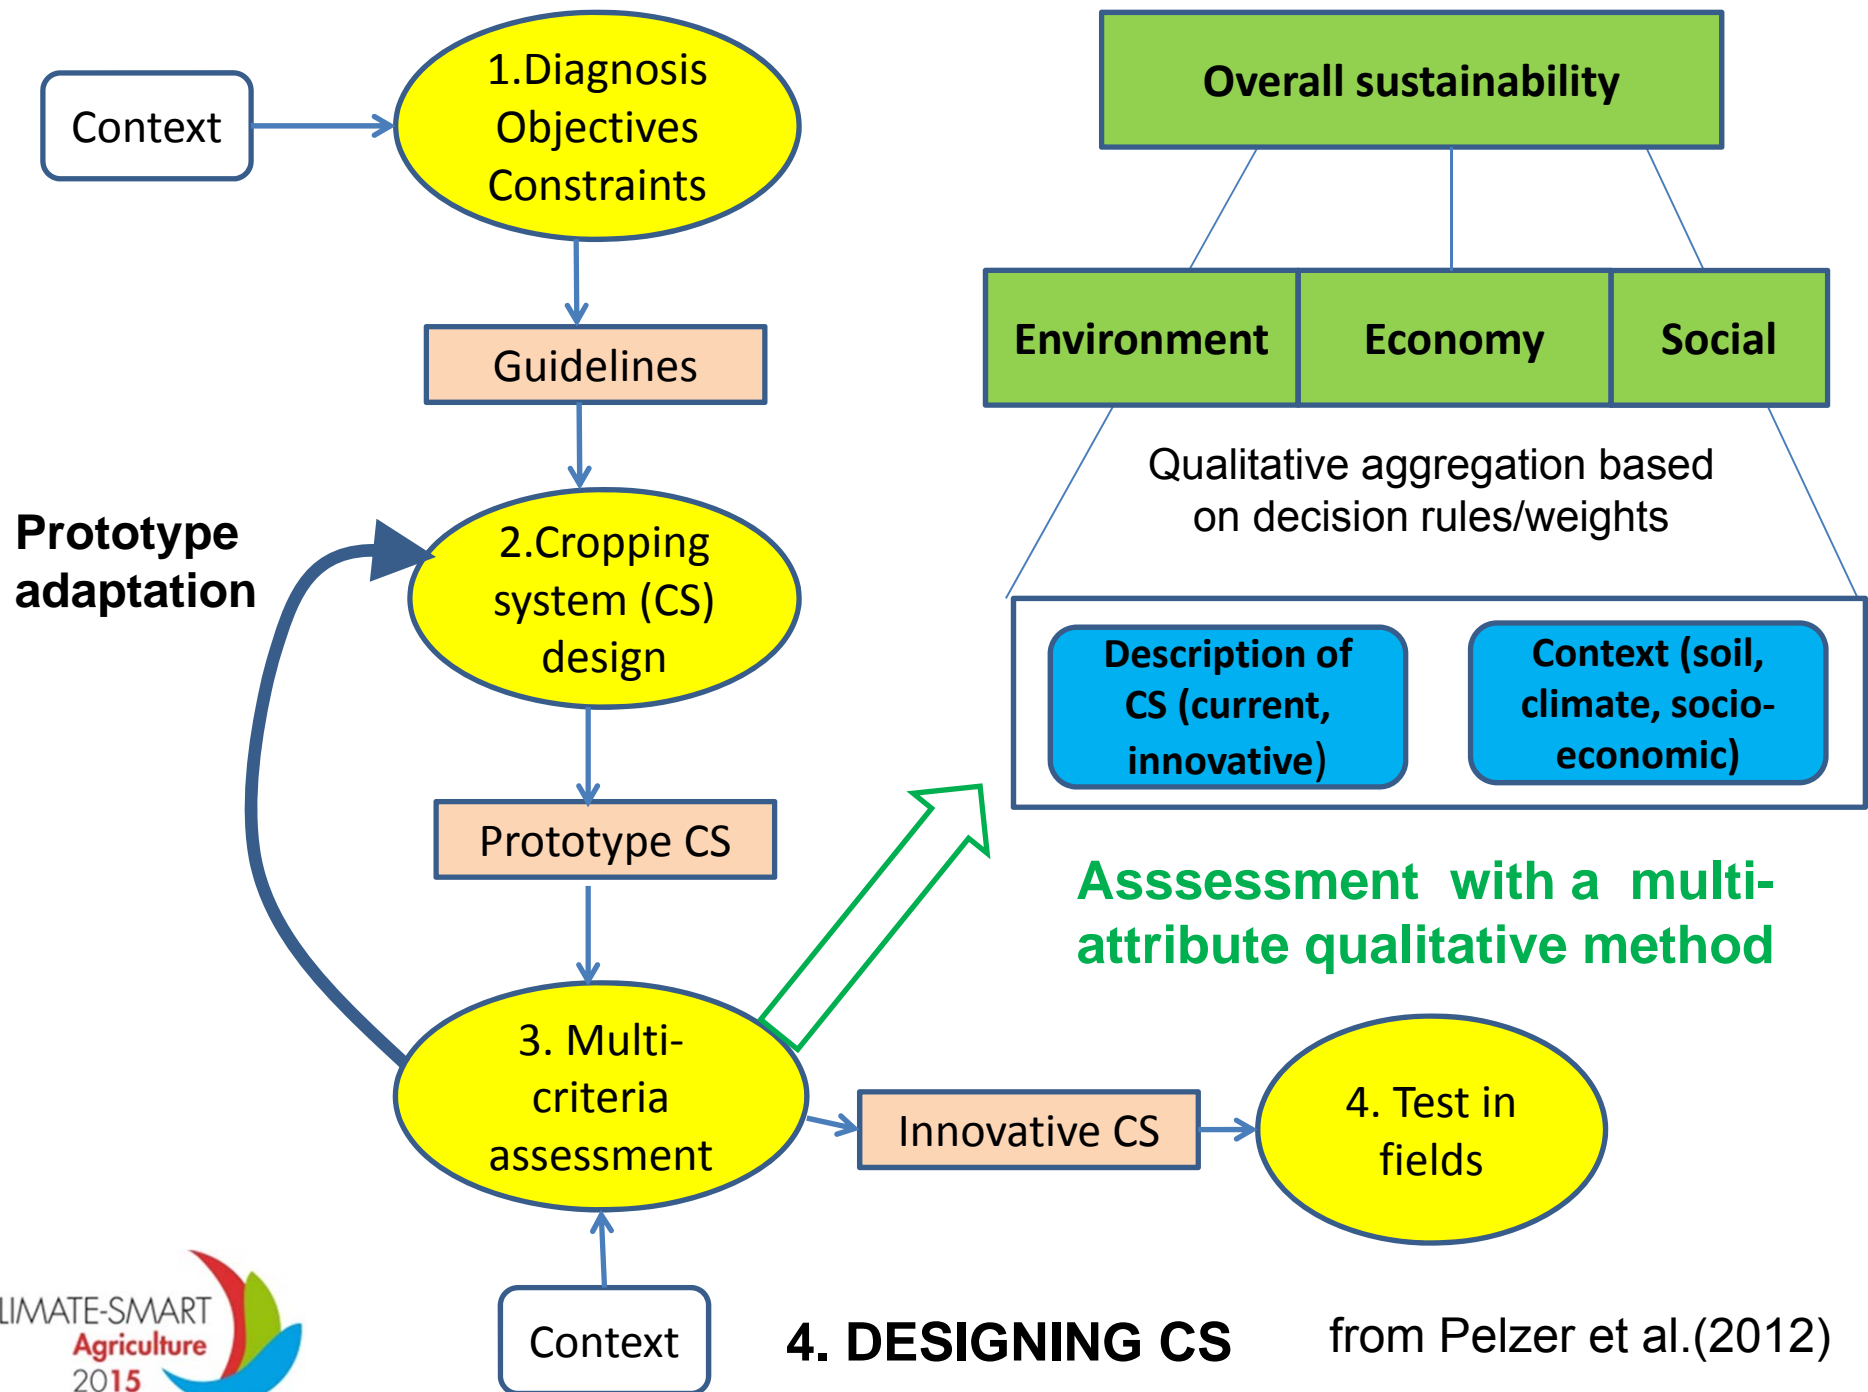 Context
1.Diagnosis
Objectives
Constraints
Guidelines
Prototype
adaptation
2.Cropping
system (CS)
design
Prototype CS
3. Multi-
criteria
assessment
Context
Innovative CS
4. Test in
fields
Overall sustainability
Environment
Economy
Social
Qualitative aggregation based
on decision rules/weights
Description of
CS (current,
innovative)
Context (soil,
climate, socio-
economic)
Asssessment with a multi-
attribute qualitative method
LIMATE-SMART
Agriculture
2015
4. DESIGNING CS
from Pelzer et al.(2012)